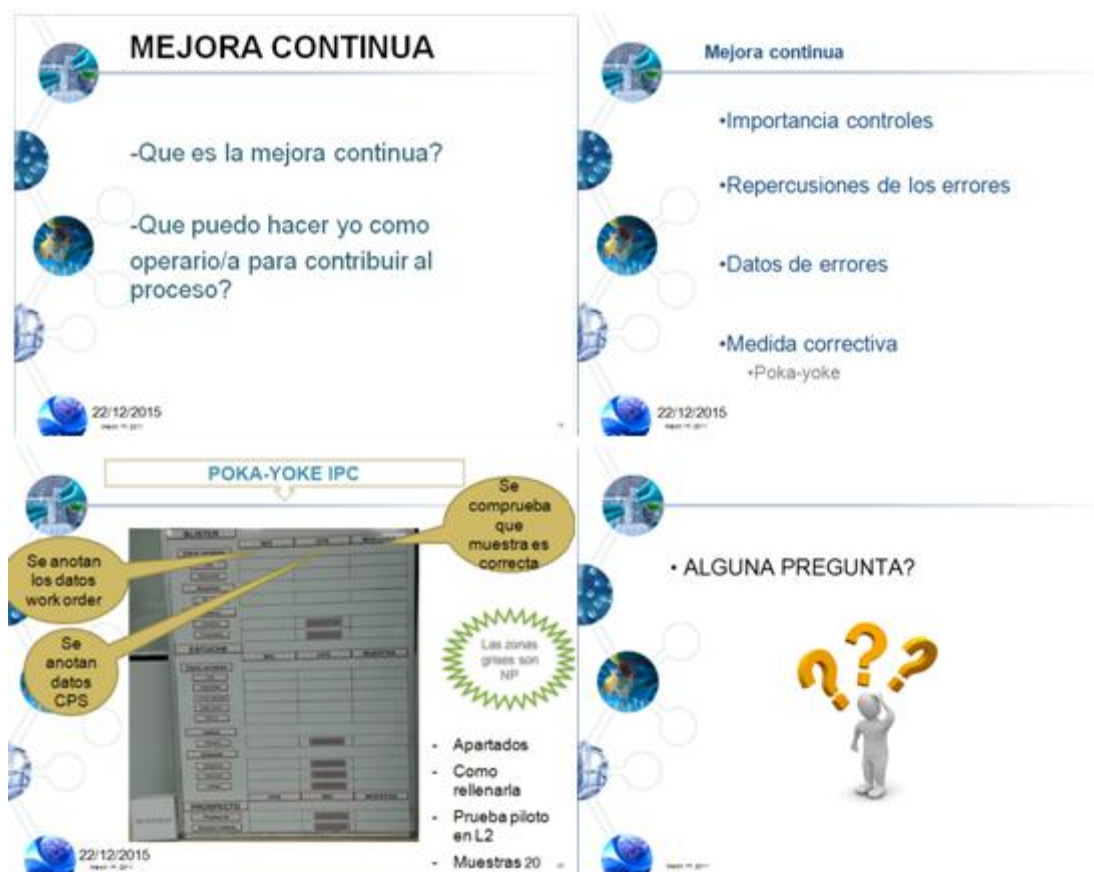 MEJORA CONTINUA
-Que es la mejora continua?
-Que puedo hacer yo como
operario/a para contribuir al
proceso?
22/12/2015
Mejora continua
•Importancia controles
•Repercusiones de los errores
•Datos de errores
•Medida correctiva
•Poka-yoke
22/12/2015
POKA-YOKE IPC
Se anotan
los datos
work order
Se
anotan
datos
CPS
Se
comprueba
que
muestra es
correcta
BLISTER
ESTUCHE
PROSPECTO
Las zonas
grises son
NP
- Apartados
- Como
rellenarla
- Prueba piloto
en L2
- Muestras 20
22/12/2015
• ALGUNA PREGUNTA?